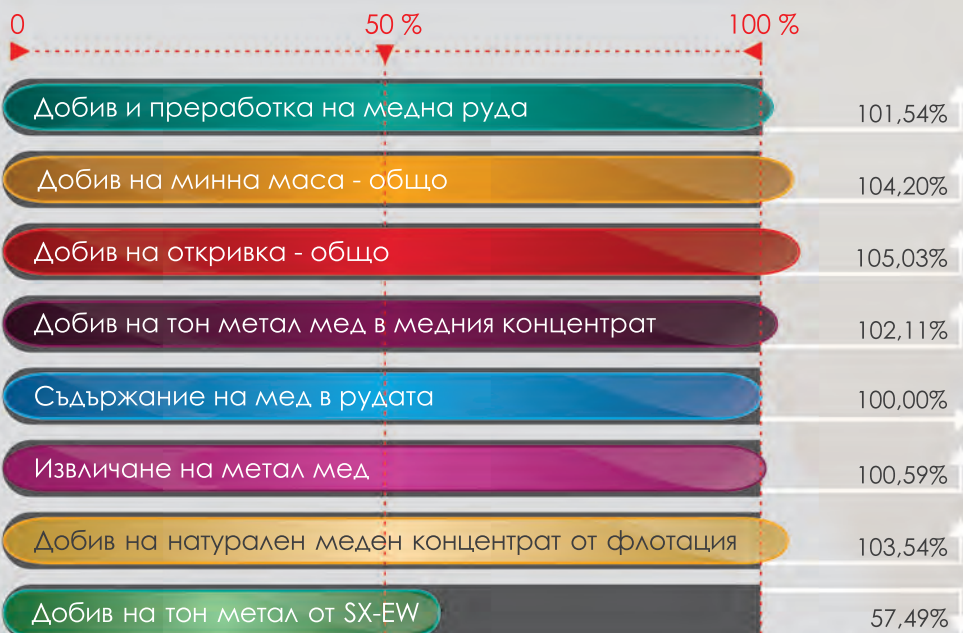 0 50 % 100 %
Добив и преработка на медна руда 101,54%
Добив на минна маса - общо 104,20%
Добив на откривка - общо 105,03%
Добив на тон метал мед в медния концентрат 102,11%
Съдържание на мед в рудата 100,00%
Извличане на метал мед 100,59%
Добив на натурален меден концентрат от флотация 103,54%
Добив на тон метал от SX-EW 57,49%